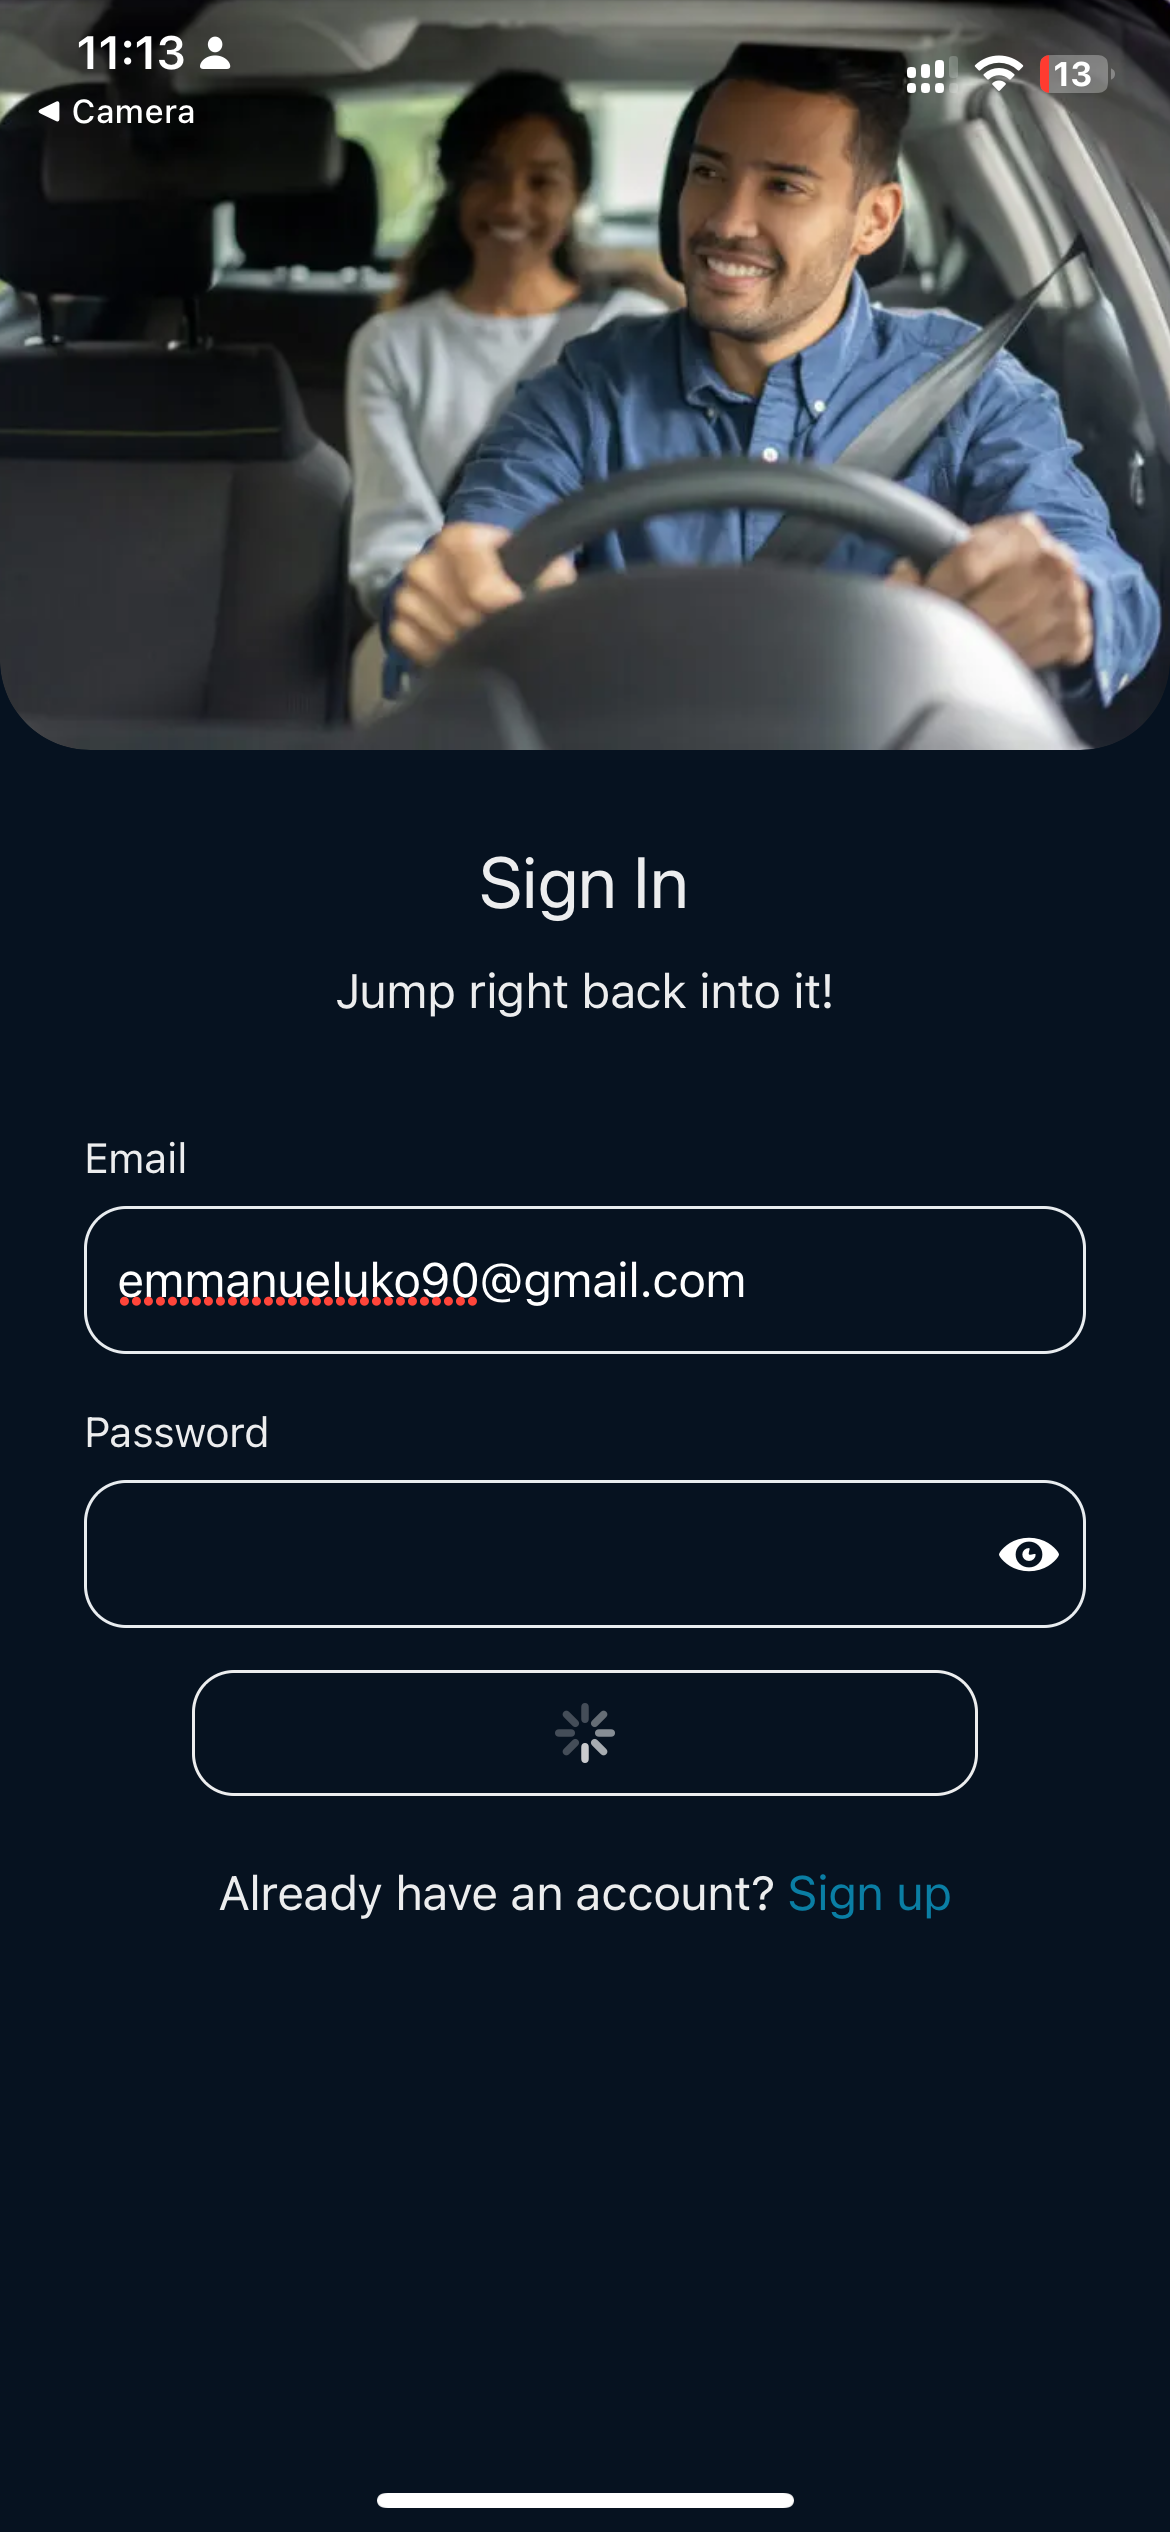 11:13
13
Camera
Sign In
Jump right back into it!
Email
emmanueluko90@gmail.com
Password
Already have an account? Sign up